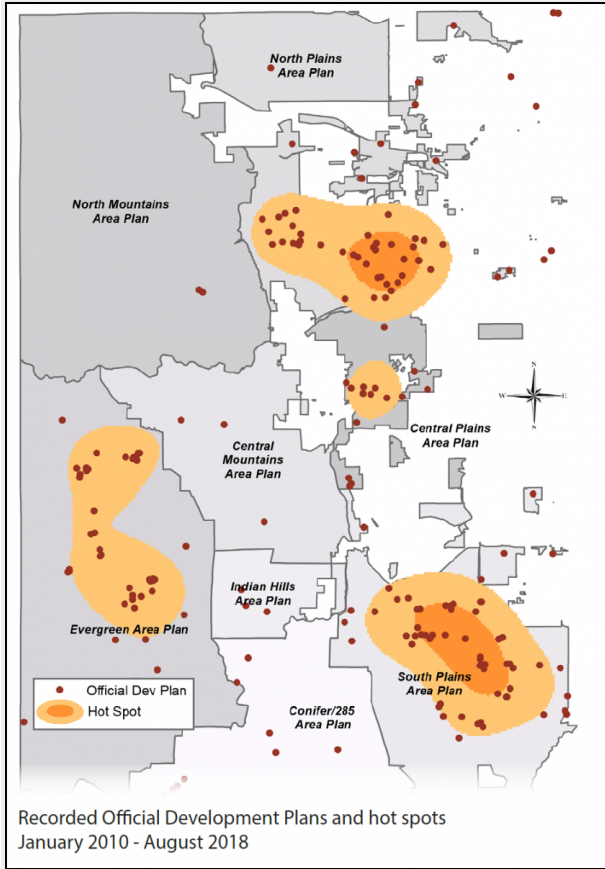 North Plains
Area Plan
North Mountains
Area Plan
N
W
E
S
Central Plains
Area Plan
Central
Mountains
Area Plan
Indian Hills
Area Plan
Evergreen Area Plan
South Plains
Area Plan
Official Dev Plan
Hot Spot
Conifer/285
Area Plan
Recorded Official Development Plans and hot spots
January 2010 - August 2018